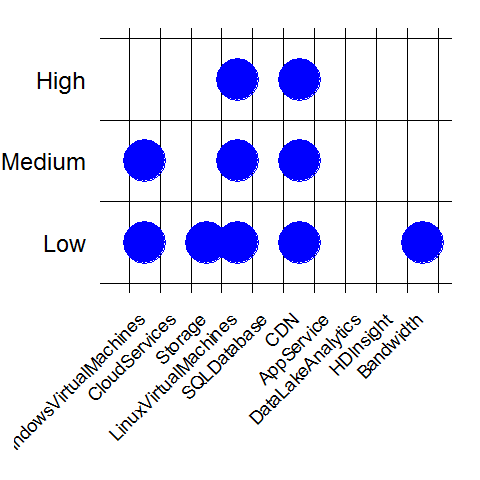 High
Medium
Low
ndowsVirtualMachines
CloudServices
Storage
LinuxVirtualMachines
SQLDatabase
CDN
AppService
DataLakeAnalytics
HDInsight
Bandwidth